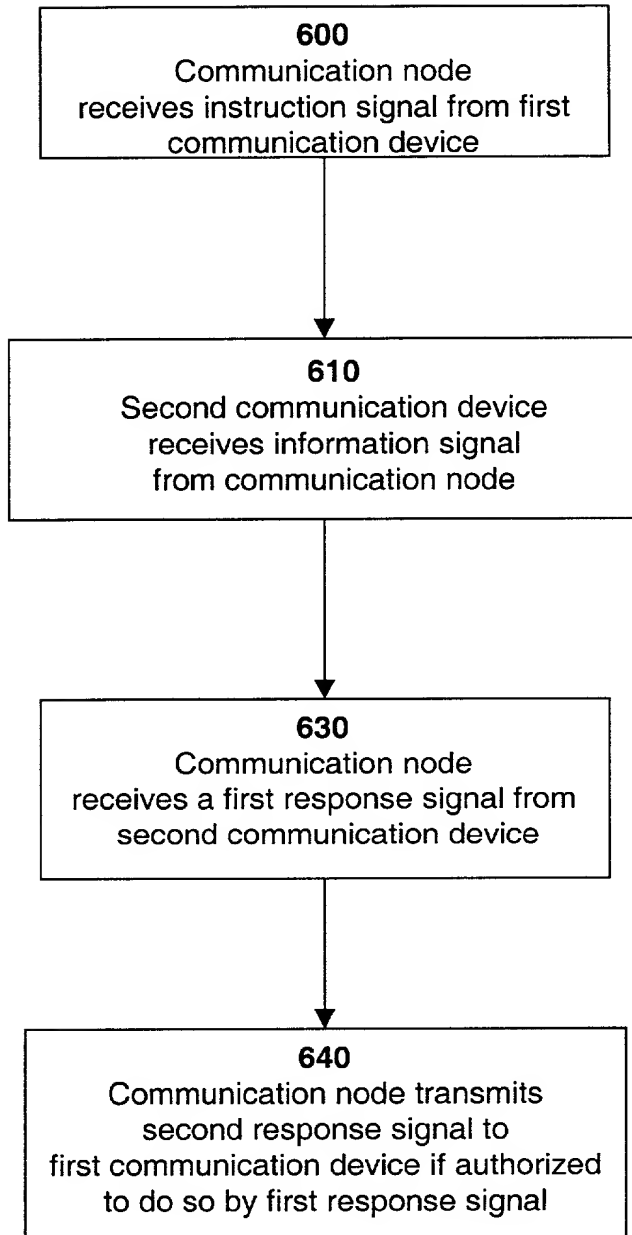 600
Communication node
receives instruction signal from first
communication device
610
Second communication device
receives information signal
from communication node
630
Communication node
receives a first response signal from
second communication device
640
Communication node transmits
second response signal to
first communication device if authorized
to do so by first response signal